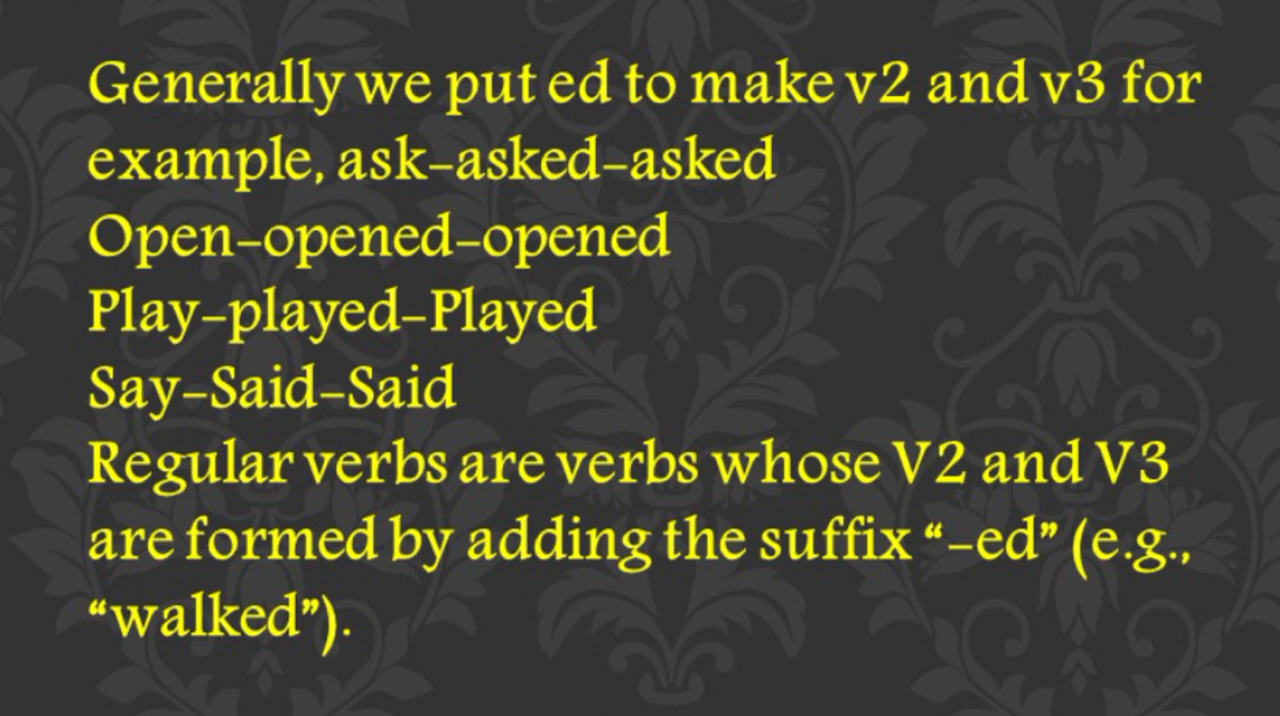 Generally we put ed to make v2 and v3 for
example, ask-asked-asked
Open-opened-opened
Play-played-Played
Say-Said-Said
Regular verbs are verbs whose V2 and V3
are formed by adding the suffix “-ed” (e.g.,
“walked”).